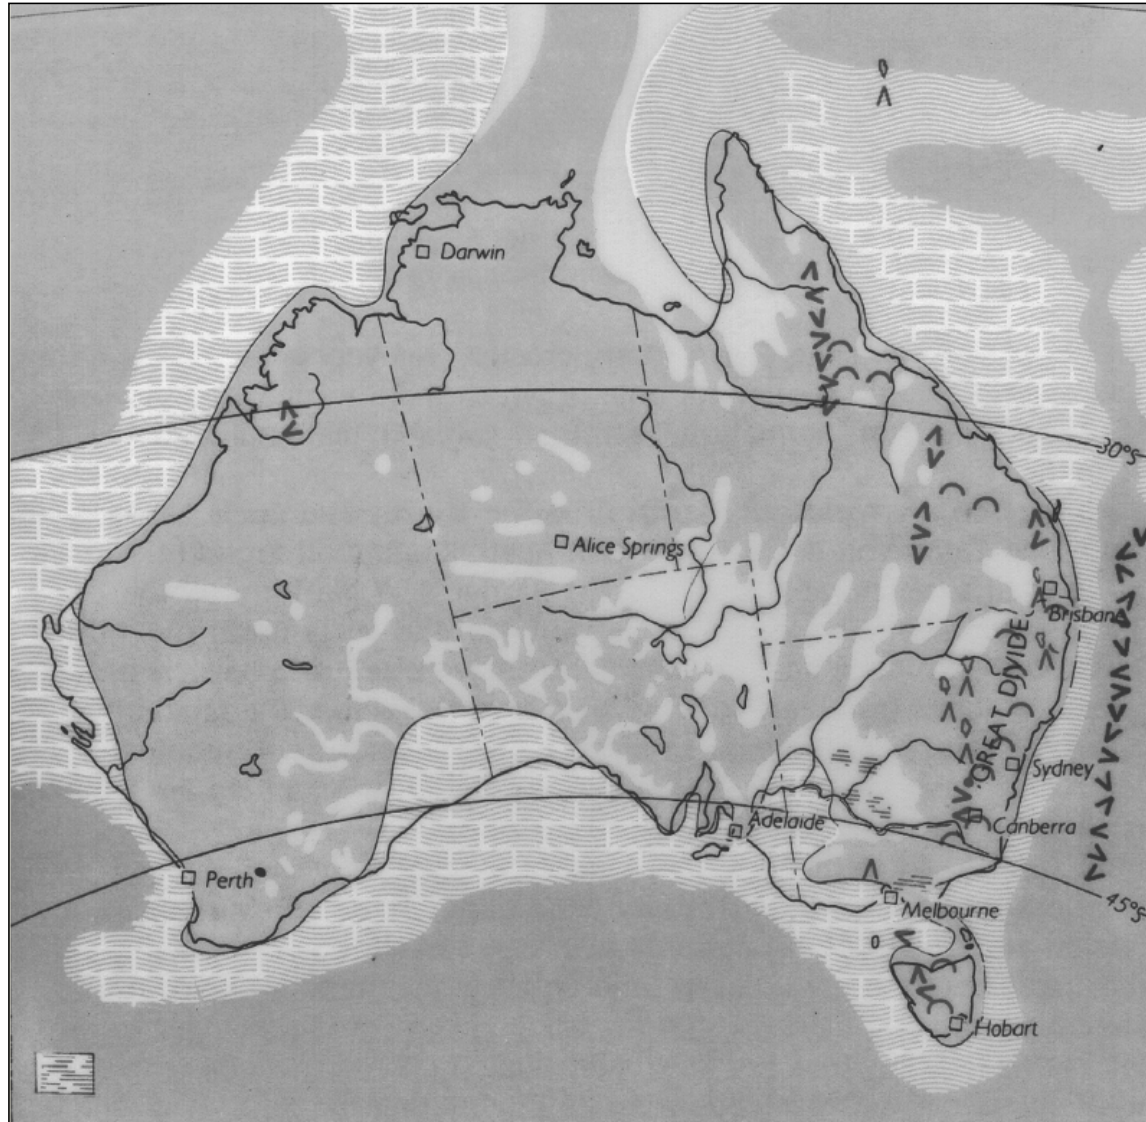 Darwin
30°S
Alice Springs
Brisbane
GREAT DIVIDE
Sydney
Adelaide
Canberra
Perth
Melbourne
45°S
Hobart